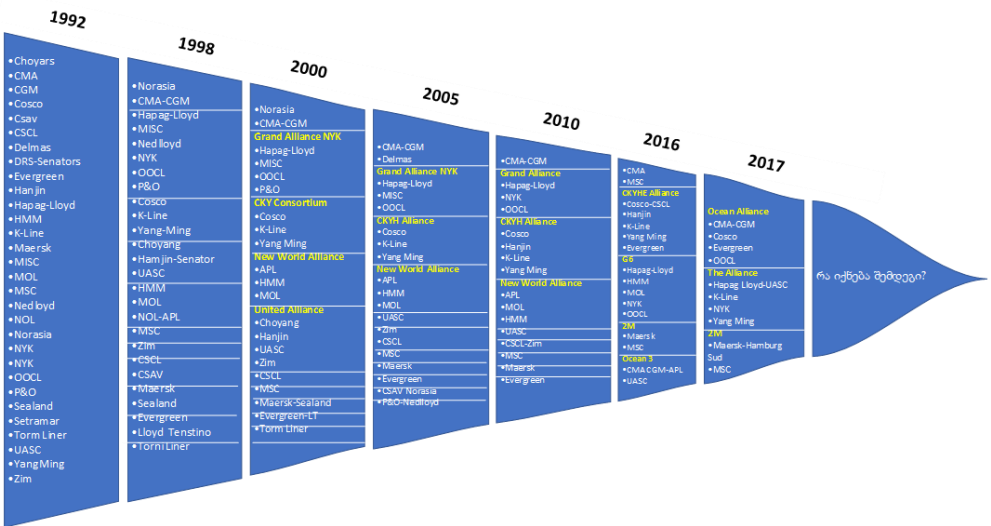 1992
•Choyars
•CMA
•CGM
•Cosco
•Csav
•CSCL
•Delmas
•DRS-Senators
•Evergreen
•Hanjin
•Hapag-Lloyd
•HMM
•K-Line
•Maersk
•MISC
•MOL
•MSC
•Nedloyd
•NOL
•Norasia
•NYK
•NYK
•OOCL
•P&O
•Sealand
•Setramar
•Torm Liner
•UASC
•YangMing
•Zim
1998
•Norasia
•CMA-CGM
•Hapag-Lloyd
•MISC
•Nedlloyd
•NYK
•OOCL
•P&O
•Cosco
•K-Line
•Yang-Ming
•Choyang
•Hamjin-Senator
•UASC
•HMM
•MOL
•NOL-APL
•MSC
•Zim
•CSCL
•CSAV
•Maersk
•Sealand
•Evergreen
•Lloyd Tenstino
•Torni Liner
2000
•Norasia
•CMA-CGM
Grand Alliance NYK
•Hapag-Lloyd
•MISC
•OOCL
•P&O
CKY Consortium
•Cosco
•K-Line
•Yang Ming
New World Alliance
•APL
•HMM
•MOL
United Alliance
•Choyang
•Hanjin
•UASC
•Zim
•CSCL
•MSC
•Maersk-Sealand
•Evergreen-LT
•Torm Liner
2005
•CMA-CGM
•Delmas
Grand Alliance NYK
•Hapag-Lloyd
•MISC
•OOCL
CKYH Alliance
•Cosco
•K-Line
•Yang Ming
New World Alliance
•APL
•HMM
•MOL
•UASC
•Zim
•CSCL
•MSC
•Maersk
•Evergreen
•CSAV Norasia
•P&O-Nedlloyd
2010
•CMA-CGM
Grand Alliance
•Hapag-Lloyd
•NYK
•OOCL
CKYH Alliance
•Cosco
•Hanjin
•K-Line
•Yang Ming
New World Alliance
•APL
•MOL
•HMM
•UASC
•CSCL-Zim
•MSC
•Maersk
•Evergreen
2016
•CMA
•MSC
CKYHE Alliance
•Cosco-CSCL
•Hanjin
•K-Line
•Yang Ming
•Evergreen
G6
•Hapag-Lloyd
•HMM
•MOL
•NYK
•OOCL
2M
•Maersk
•MSC
Ocean 3
•CMA CGM-APL
•UASC
2017
Ocean Alliance
•CMA-CGM
•Cosco
•Evergreen
•OOCL
The Alliance
•Hapag Lloyd-UASC
•K-Line
•NYK
•Yang Ming
2M
•Maersk-Hamburg
Sud
•MSC
რა იქნება შემდეგი?